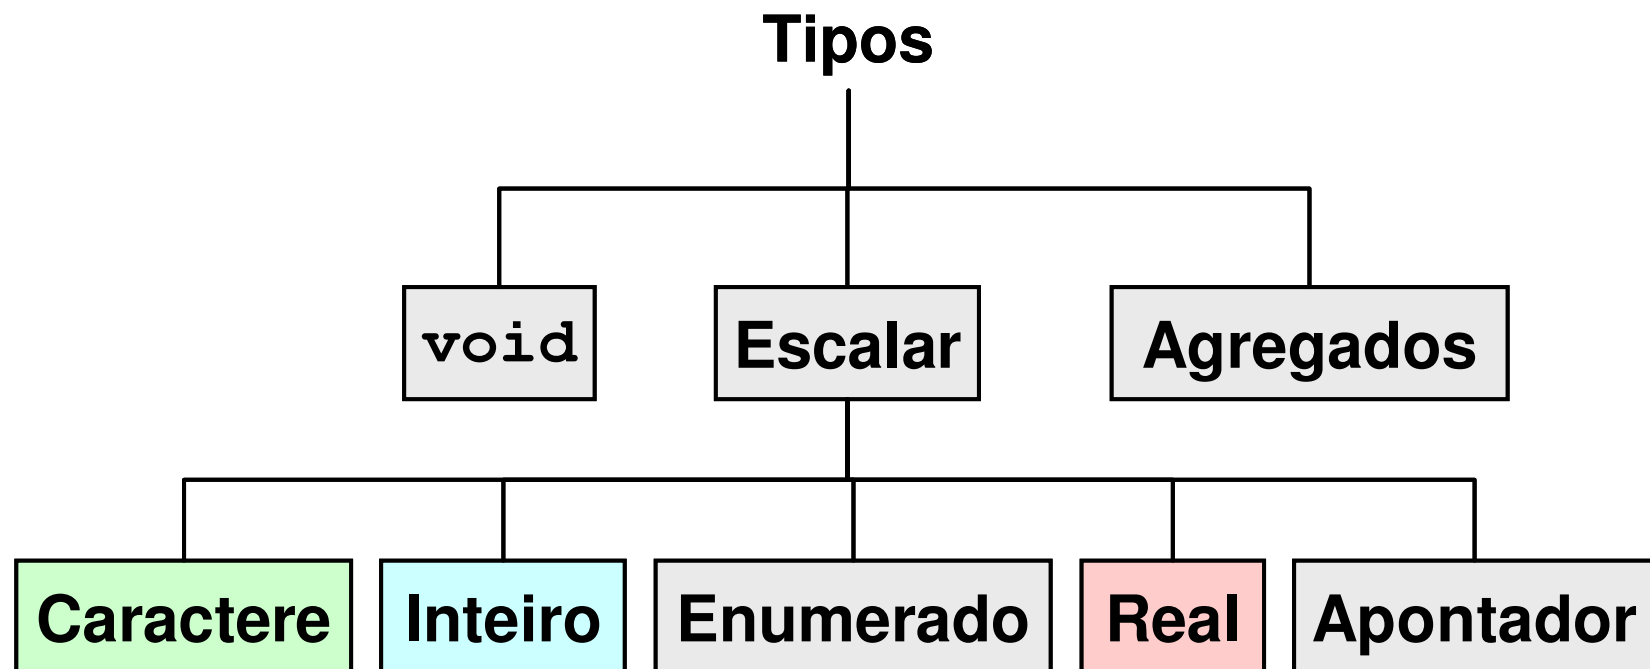 Tipos
void Escalar Agregados
Caractere Inteiro Enumerado Real Apontador